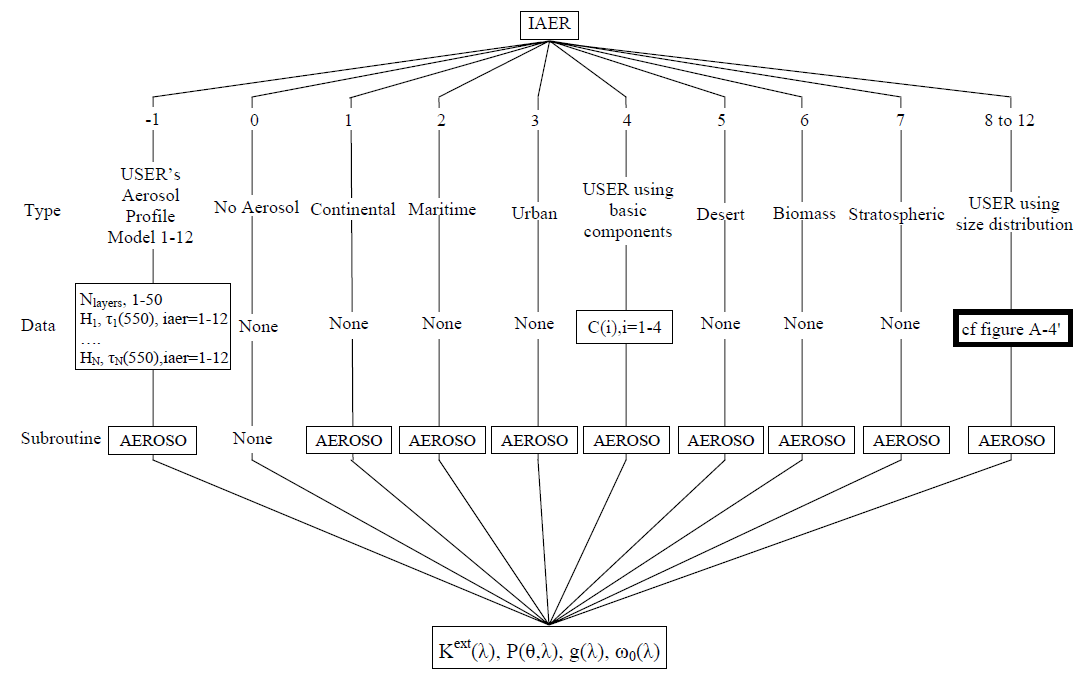 IAER
-1 0 1 2 3 4 5 6 7 8 to 12
Type
USER’s
Aerosol
Profile
Model 1-12
No Aerosol
Continental
Maritime
Urban
USER using
basic
components
Desert
Biomass
Stratospheric
USER using
size distribution
Data
Nlayers, 1-50
H1, τ1(550), iaer=1-12
....
HN, τN(550),iaer=1-12
None
None
None
None
C(i),i=1-4
None
None
None
cf figure A-4'
Subroutine
AEROSO
None
AEROSO
AEROSO
AEROSO
AEROSO
AEROSO
AEROSO
AEROSO
AEROSO
K^ext(λ), P(θ,λ), g(λ), ω0(λ)